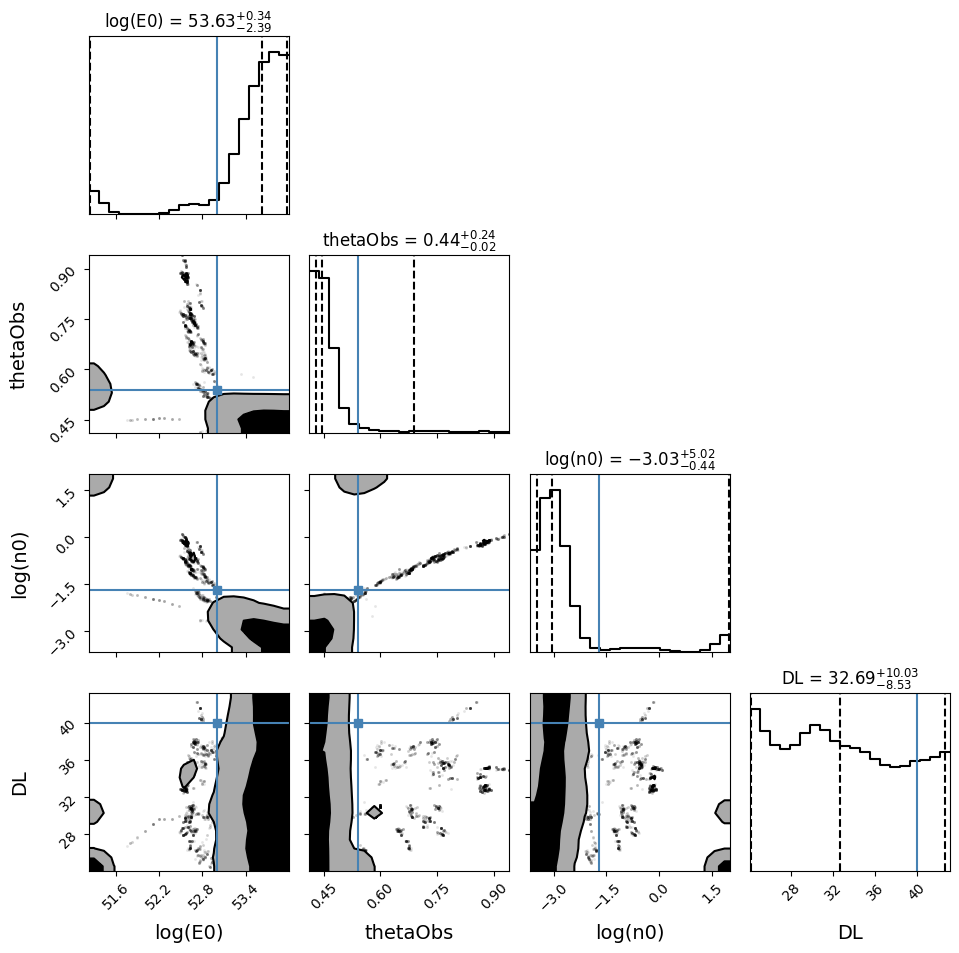 log(E0) = 53.63^{+0.34}_{-2.39}
thetaObs = 0.44^{+0.24}_{-0.02}
thetaObs
0.90
0.75
0.60
0.45
log(n0) = −3.03^{+5.02}_{-0.44}
log(n0)
1.5
0.0
−1.5
−3.0
DL = 32.69^{+10.03}_{-8.53}
DL
40
36
32
28
51.6 52.2 52.8 53.4
0.45 0.60 0.75 0.90
−3.0 −1.5 0.0 1.5
28 32 36 40
log(E0) thetaObs log(n0) DL